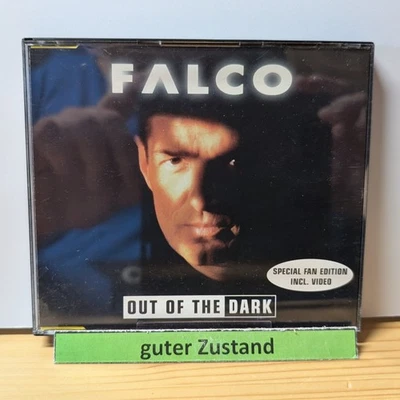 FALCO
SPECIAL FAN EDITION
INCL. VIDEO
OUT OF THE DARK
guter Zustand